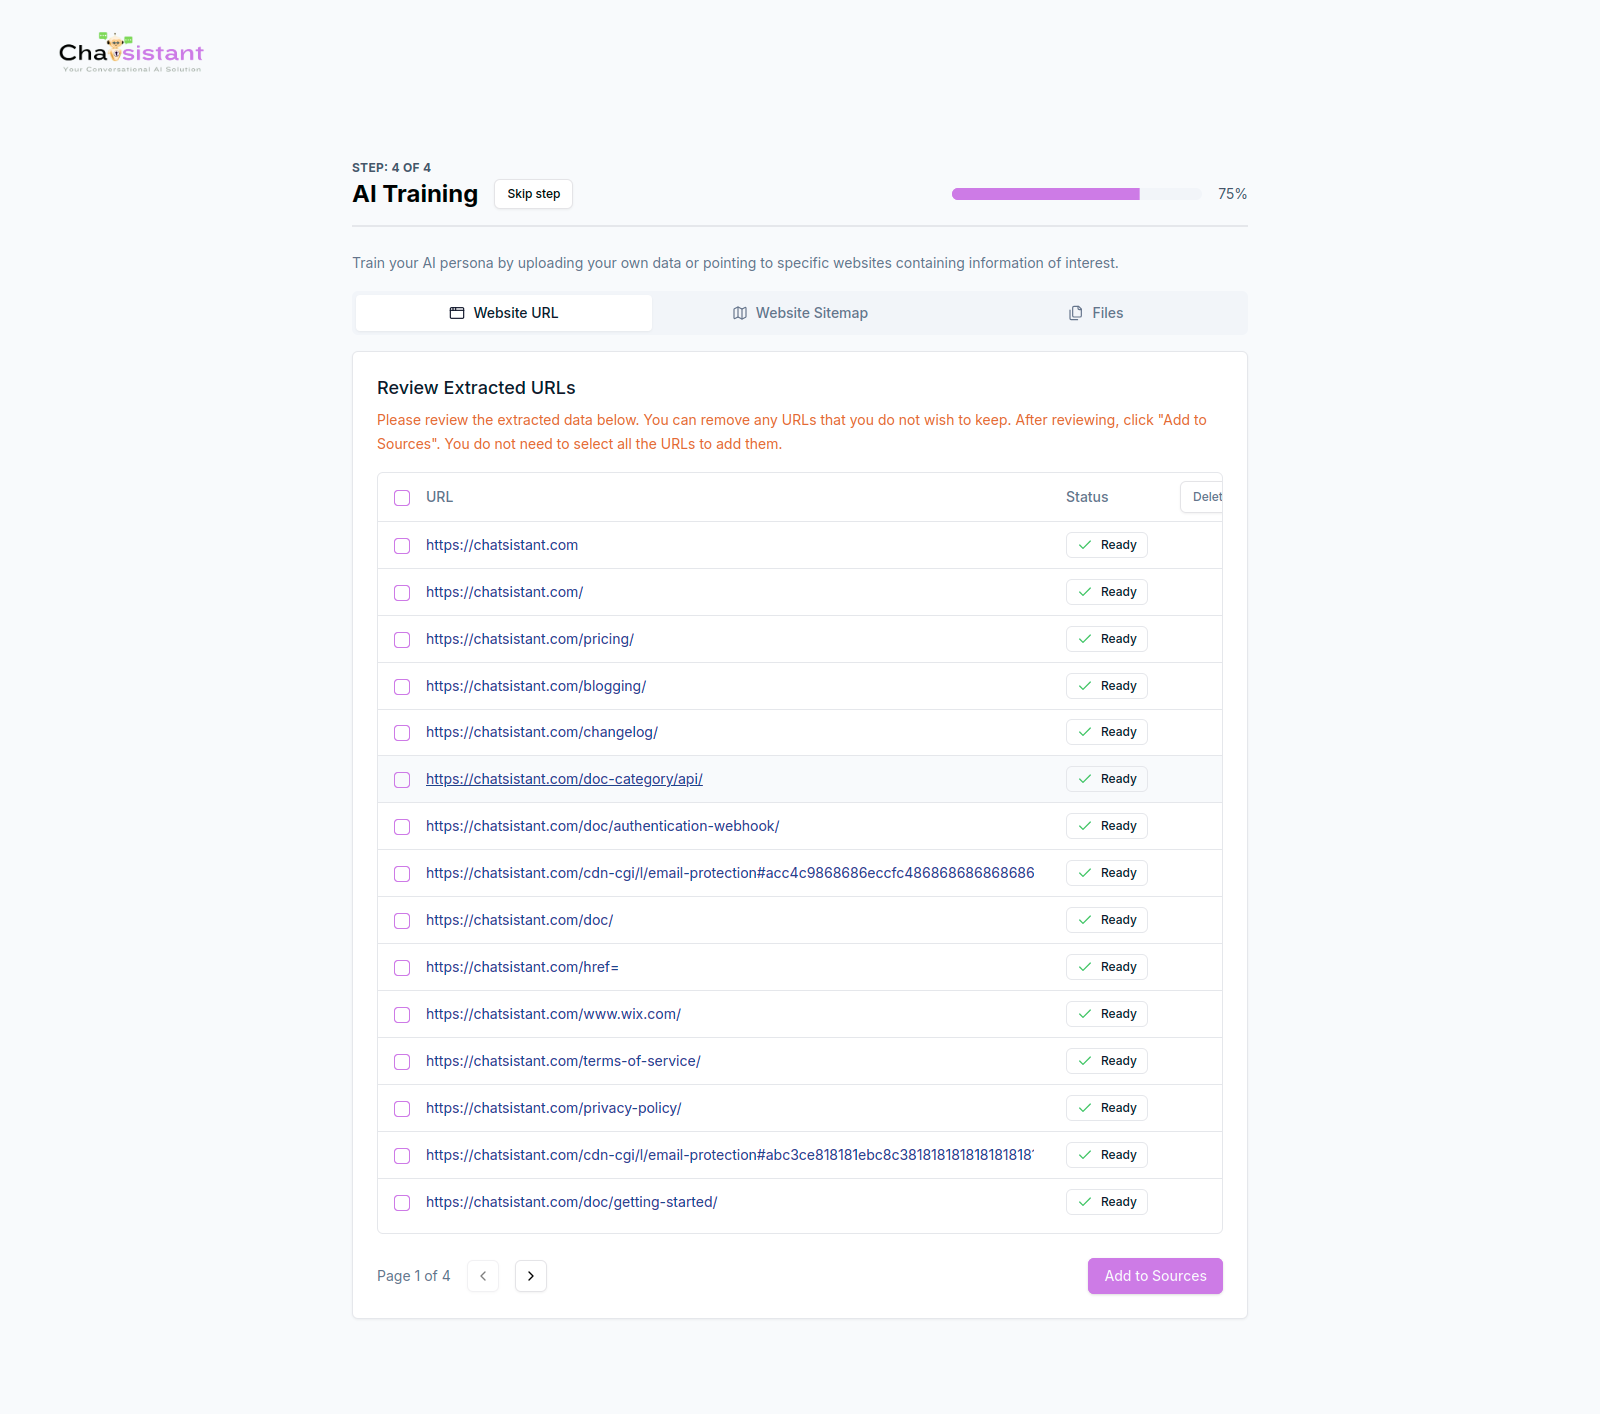 Chatsistant
Your Conversational AI Solution
STEP: 4 OF 4
AI Training
Skip step
75%
Train your AI persona by uploading your own data or pointing to specific websites containing information of interest.
Website URL
Website Sitemap
Files
Review Extracted URLs
Please review the extracted data below. You can remove any URLs that you do not wish to keep. After reviewing, click "Add to
Sources". You do not need to select all the URLs to add them.
URL Status Delet
https://chatsistant.com Ready
https://chatsistant.com/ Ready
https://chatsistant.com/pricing/ Ready
https://chatsistant.com/blogging/ Ready
https://chatsistant.com/changelog/ Ready
https://chatsistant.com/doc-category/api/ Ready
https://chatsistant.com/doc/authentication-webhook/ Ready
https://chatsistant.com/cdn-cgi/l/email-protection#acc4c9868686eccfc486868686868686 Ready
https://chatsistant.com/doc/ Ready
https://chatsistant.com/href= Ready
https://chatsistant.com/www.wix.com/ Ready
https://chatsistant.com/terms-of-service/ Ready
https://chatsistant.com/privacy-policy/ Ready
https://chatsistant.com/cdn-cgi/l/email-protection#abc3ce818181ebc8c381818181818181818 Ready
https://chatsistant.com/doc/getting-started/ Ready
Page 1 of 4
Add to Sources